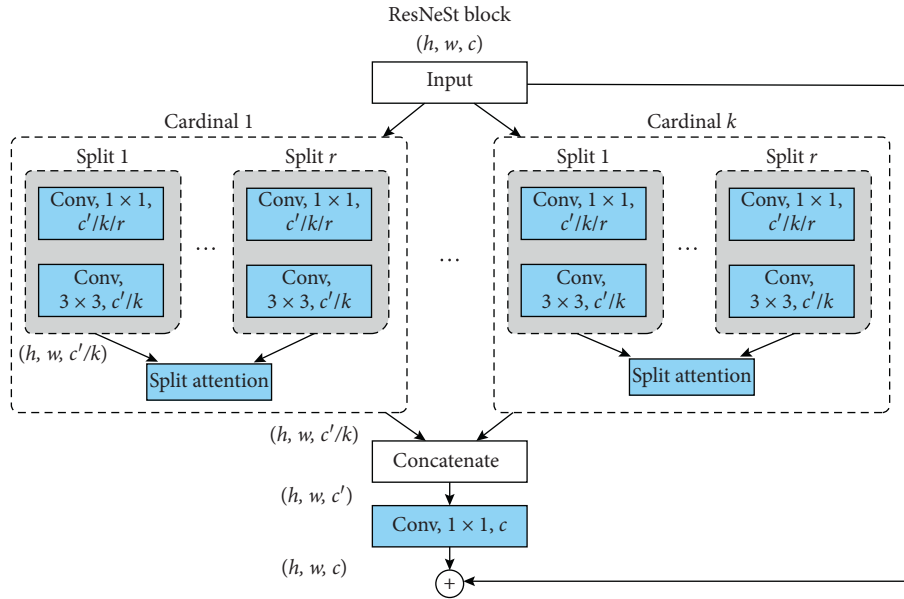 ResNeSt block
(h, w, c)
Input
Cardinal 1
Cardinal k
Split 1
Split r
Split 1
Split r
Conv, 1 × 1,
c′/k/r
Conv, 1 × 1,
c′/k/r
Conv, 1 × 1,
c′/k/r
Conv, 1 × 1,
c′/k/r
...
...
...
Conv,
3 × 3, c′/k
Conv,
3 × 3, c′/k
Conv,
3 × 3, c′/k
Conv,
3 × 3, c′/k
(h, w, c′/k)
Split attention
Split attention
(h, w, c′/k)
Concatenate
(h, w, c′)
Conv, 1 × 1, c
(h, w, c)
+